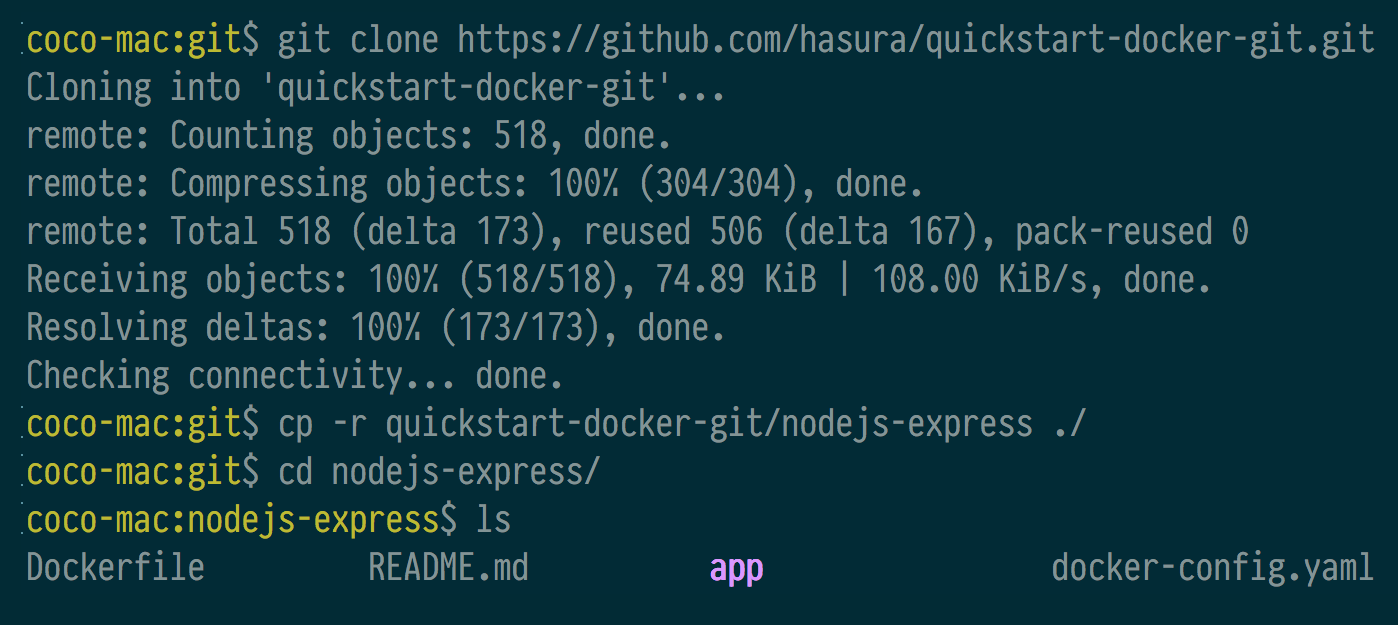 coco-mac:git$ git clone https://github.com/hasura/quickstart-docker-git.git
Cloning into 'quickstart-docker-git'...
remote: Counting objects: 518, done.
remote: Compressing objects: 100% (304/304), done.
remote: Total 518 (delta 173), reused 506 (delta 167), pack-reused 0
Receiving objects: 100% (518/518), 74.89 KiB | 108.00 KiB/s, done.
Resolving deltas: 100% (173/173), done.
Checking connectivity... done.
coco-mac:git$ cp -r quickstart-docker-git/nodejs-express ./
coco-mac:git$ cd nodejs-express/
coco-mac:nodejs-express$ ls
Dockerfile README.md app docker-config.yaml